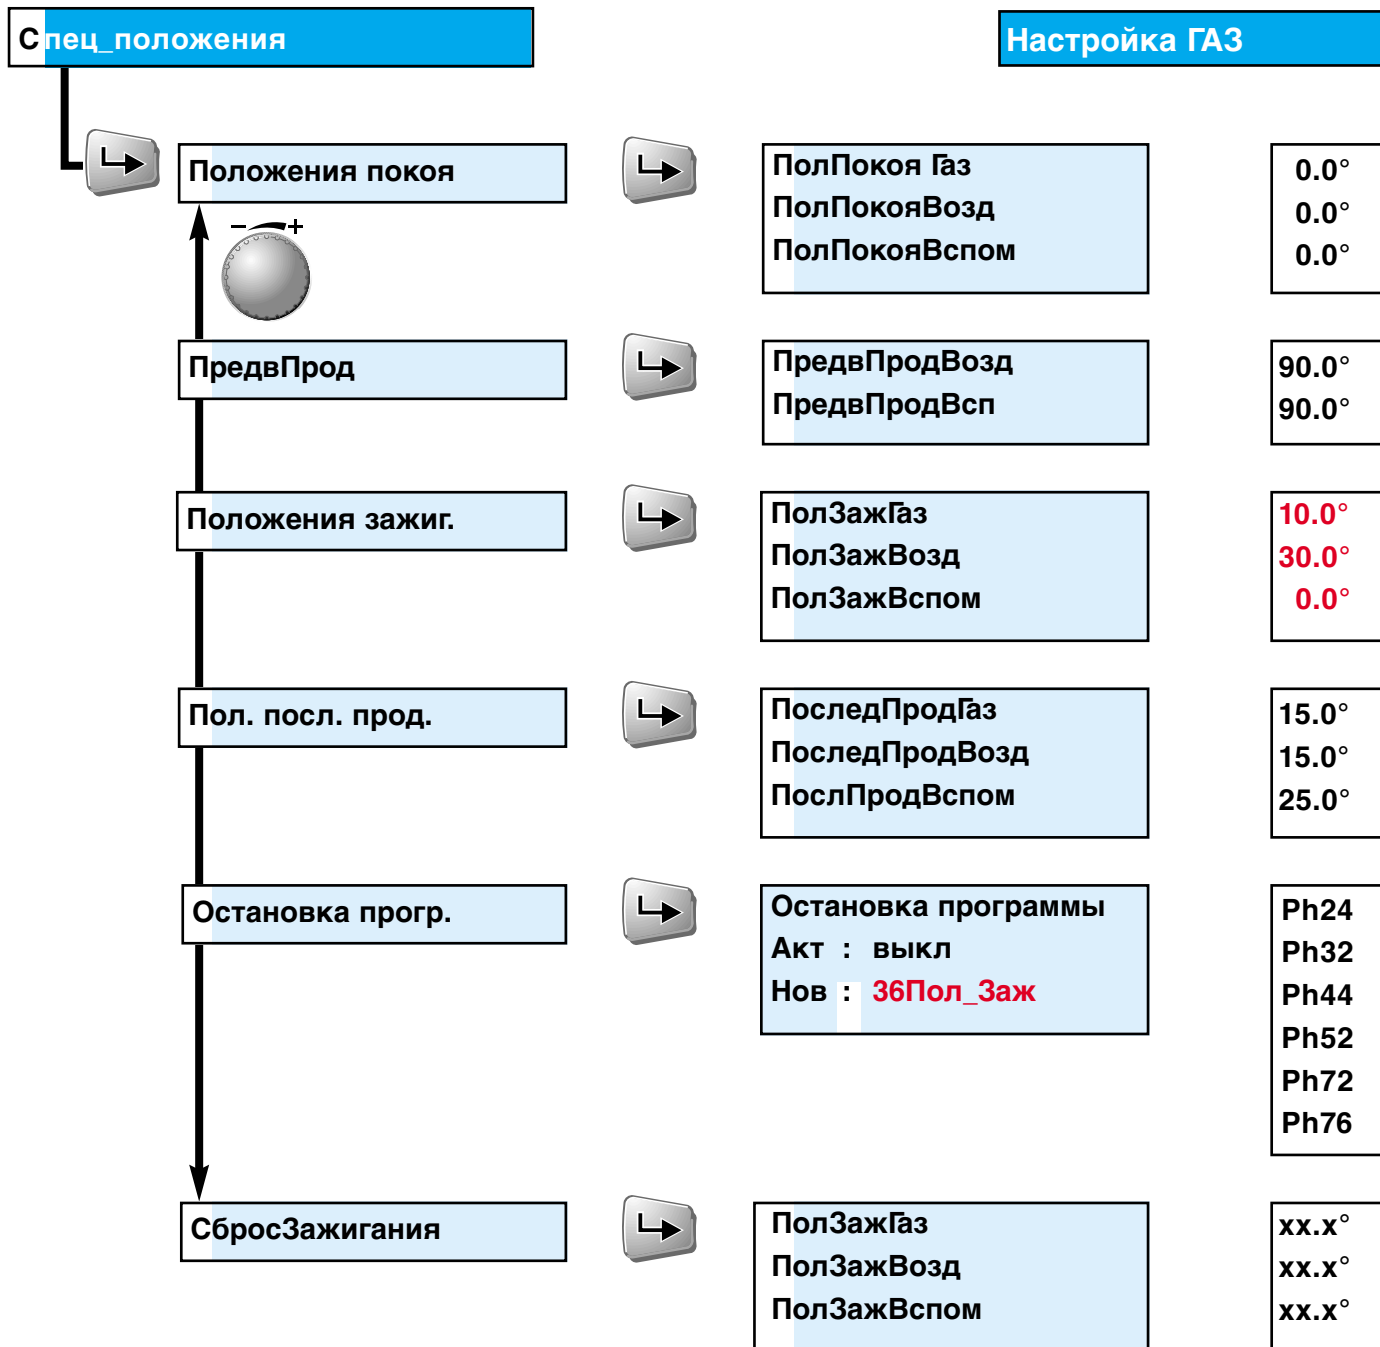 Спец_положения
Настройка ГАЗ
Положения покоя
ПолПокоя Газ
0.0°
ПолПокояВозд
0.0°
ПолПокояВспом
0.0°
− +
ПредвПрод
ПредвПродВозд
90.0°
ПредвПродВсп
90.0°
Положения зажиг.
ПолЗажГаз
10.0°
ПолЗажВозд
30.0°
ПолЗажВспом
0.0°
Пол. посл. прод.
ПоследПродГаз
15.0°
ПоследПродВозд
15.0°
ПослПродВспом
25.0°
Остановка прогр.
Остановка программы
Ph24
Акт : выкл
Ph32
Нов : 36Пол_Заж
Ph44
Ph52
Ph72
Ph76
СбросЗажигания
ПолЗажГаз
xx.x°
ПолЗажВозд
xx.x°
ПолЗажВспом
xx.x°